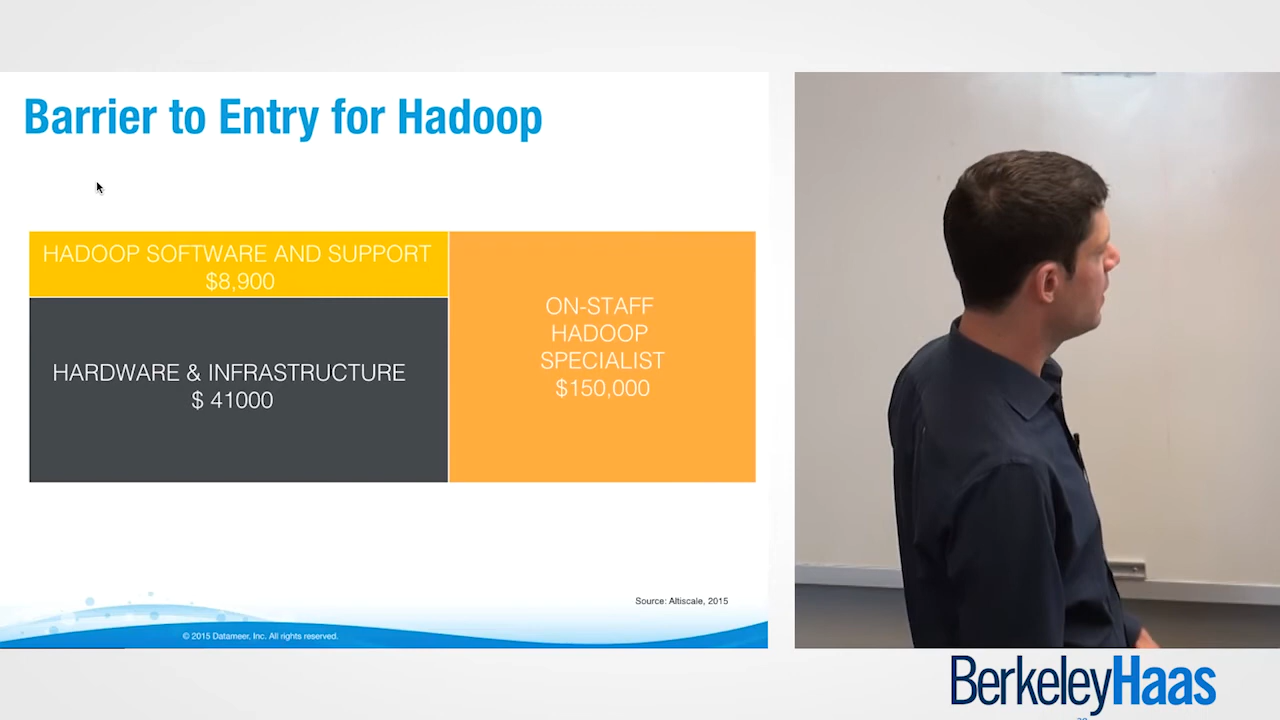 Barrier to Entry for Hadoop
HADOOP SOFTWARE AND SUPPORT
$8,900
HARDWARE & INFRASTRUCTURE
$ 41000
ON-STAFF
HADOOP
SPECIALIST
$150,000
Source: Altiscale, 2015
© 2015 Datameer, Inc. All rights reserved.
BerkeleyHaas